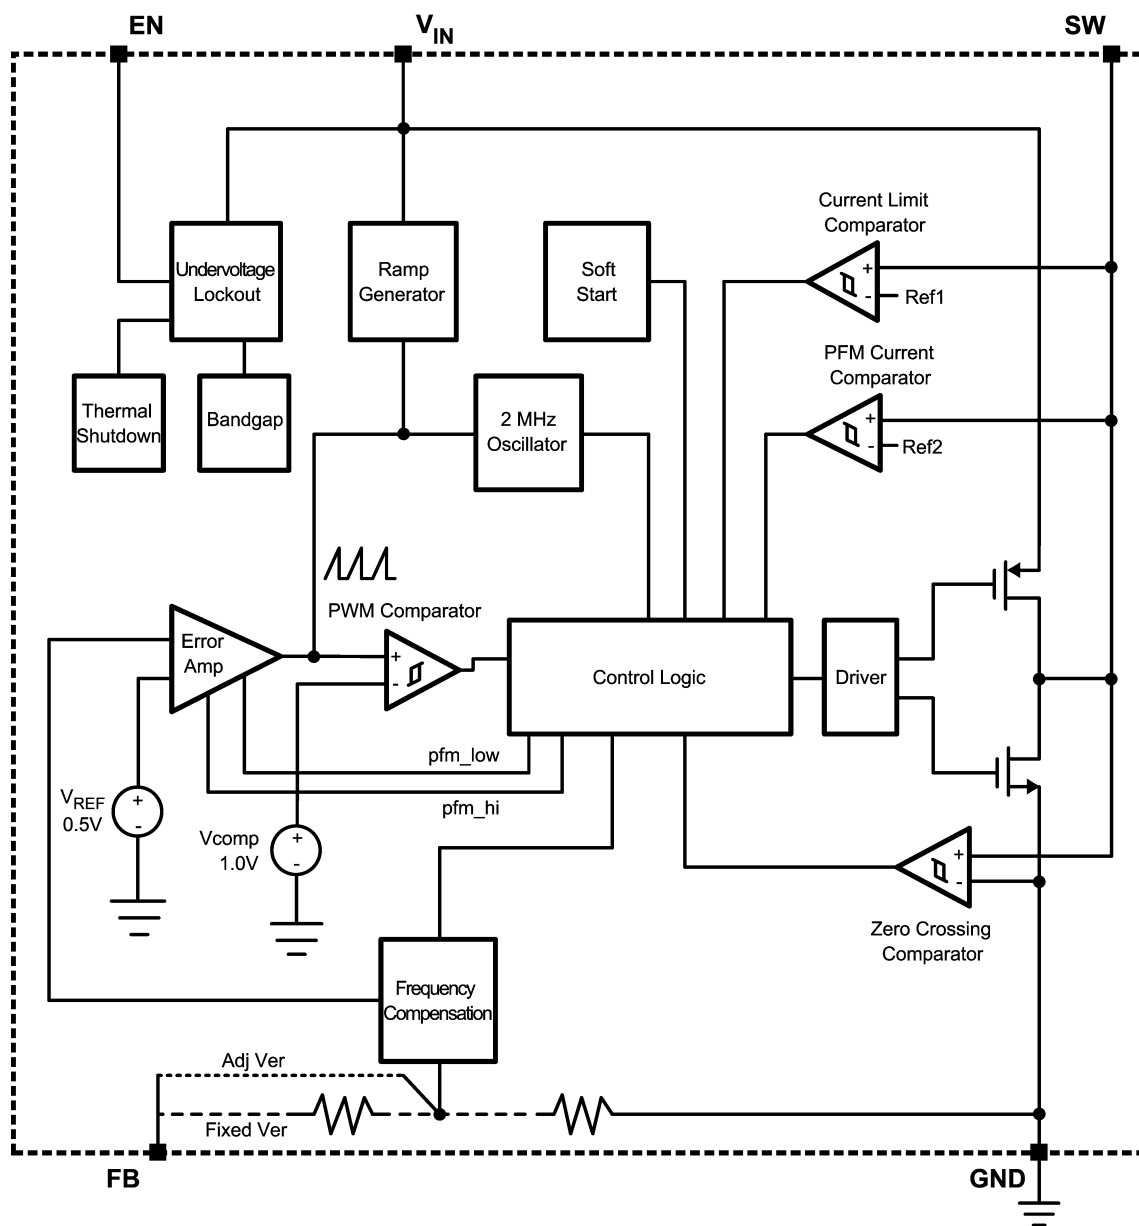 EN
VIN
SW
Current Limit
Comparator
+
-
Ref1
Undervoltage
Lockout
Ramp
Generator
Soft
Start
PFM Current
Comparator
+
-
Ref2
Thermal
Shutdown
Bandgap
2 MHz
Oscillator
PWM Comparator
Error
Amp
+
-
Control Logic
Driver
pfm_low
pfm_hi
VREF
0.5V
+
-
Vcomp
1.0V
+
-
+
-
Zero Crossing
Comparator
Frequency
Compensation
Adj Ver
Fixed Ver
FB
GND